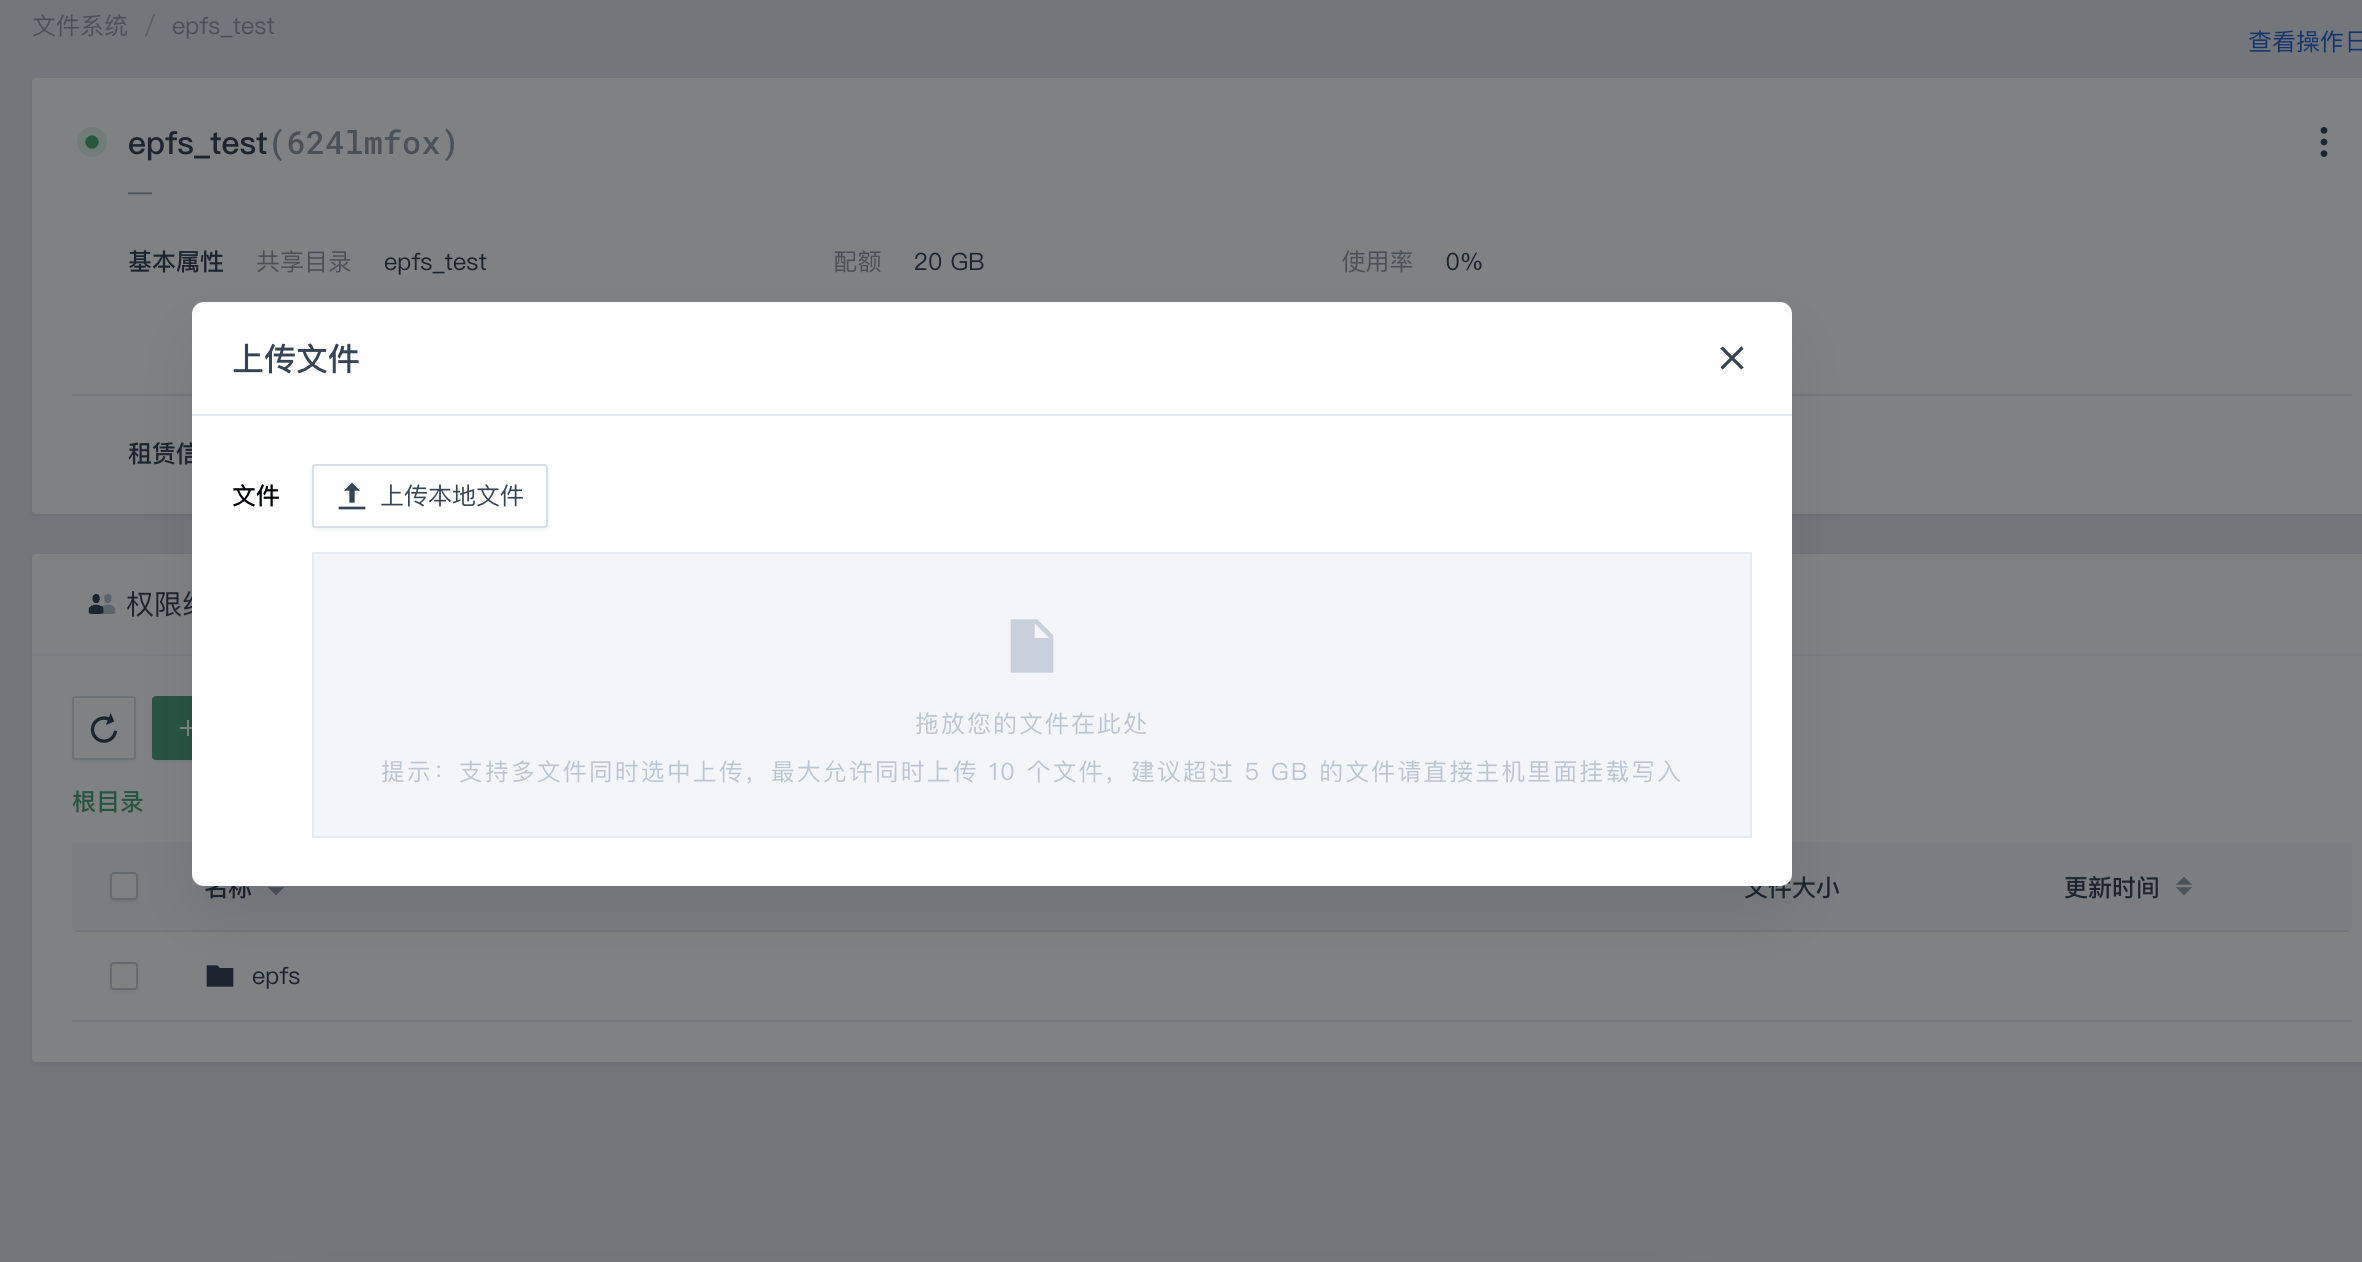 文件系统 / epfs_test
查看操作
epfs_test(624lmfox)
—
基本属性 共享目录 epfs_test 配额 20 GB 使用率 0%
上传文件
租赁
文件 上传本地文件
拖放您的文件在此处
提示：支持多文件同时选中上传，最大允许同时上传 10 个文件，建议超过 5 GB 的文件请直接主机里面挂载写入
权限
+
根目录
名称 文件大小 更新时间
epfs